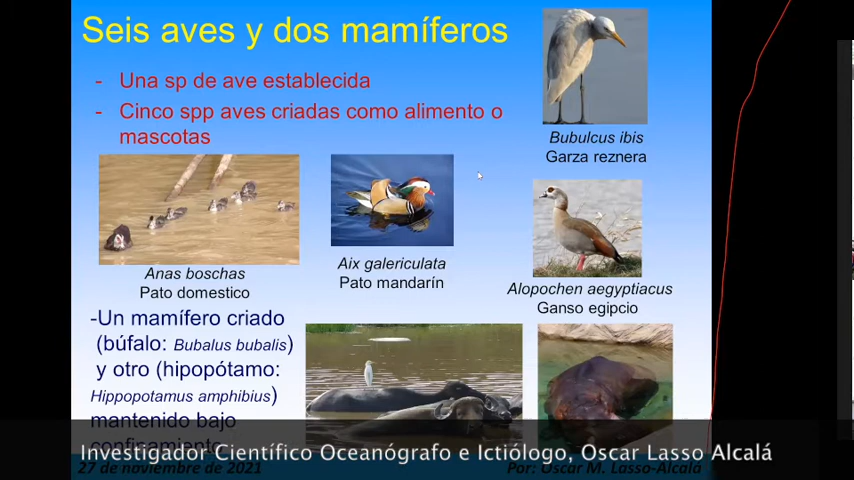 Seis aves y dos mamíferos
- Una sp de ave establecida
- Cinco spp aves criadas como alimento o
mascotas
Bubulcus ibis
Garza reznera
Anas boschas
Pato domestico
Aix galericulata
Pato mandarín
Alopochen aegyptiacus
Ganso egipcio
-Un mamífero criado
(búfalo: Bubalus bubalis)
y otro (hipopótamo:
Hippopotamus amphibius)
mantenido bajo
confinamiento
Investigador Científico Oceanógrafo e Ictiólogo, Oscar Lasso Alcalá
27 de noviembre de 2021
Por: Oscar M. Lasso-Alcalá